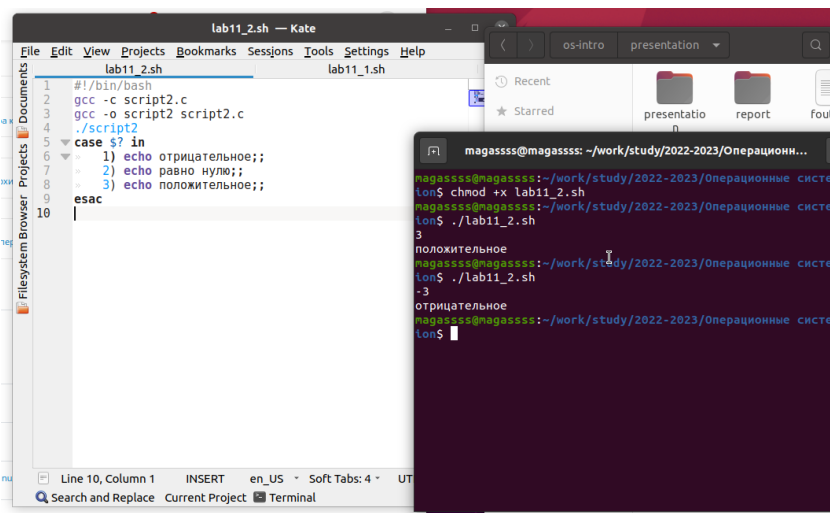 lab11_2.sh — Kate
File Edit View Projects Bookmarks Sessions Tools Settings Help
lab11_2.sh lab11_1.sh
Documents
Projects
Filesystem Browser
1 #!/bin/bash
2 gcc -c script2.c
3 gcc -o script2 script2.c
4 ./script2
5 case $? in
6 1) echo отрицательное;;
7 2) echo равно нулю;;
8 3) echo положительное;;
9 esac
10
Line 10, Column 1 INSERT en_US Soft Tabs: 4
Search and Replace Current Project Terminal
os-intro presentation
Recent
Starred
presentatio
n
report
magassss@magassss: ~/work/study/2022-2023/Операционн...
magassss@magassss:~/work/study/2022-2023/Операционные систе
ion$ chmod +x lab11_2.sh
magassss@magassss:~/work/study/2022-2023/Операционные систе
ion$ ./lab11_2.sh
3
положительное
magassss@magassss:~/work/study/2022-2023/Операционные систе
ion$ ./lab11_2.sh
-3
отрицательное
magassss@magassss:~/work/study/2022-2023/Операционные систе
ion$